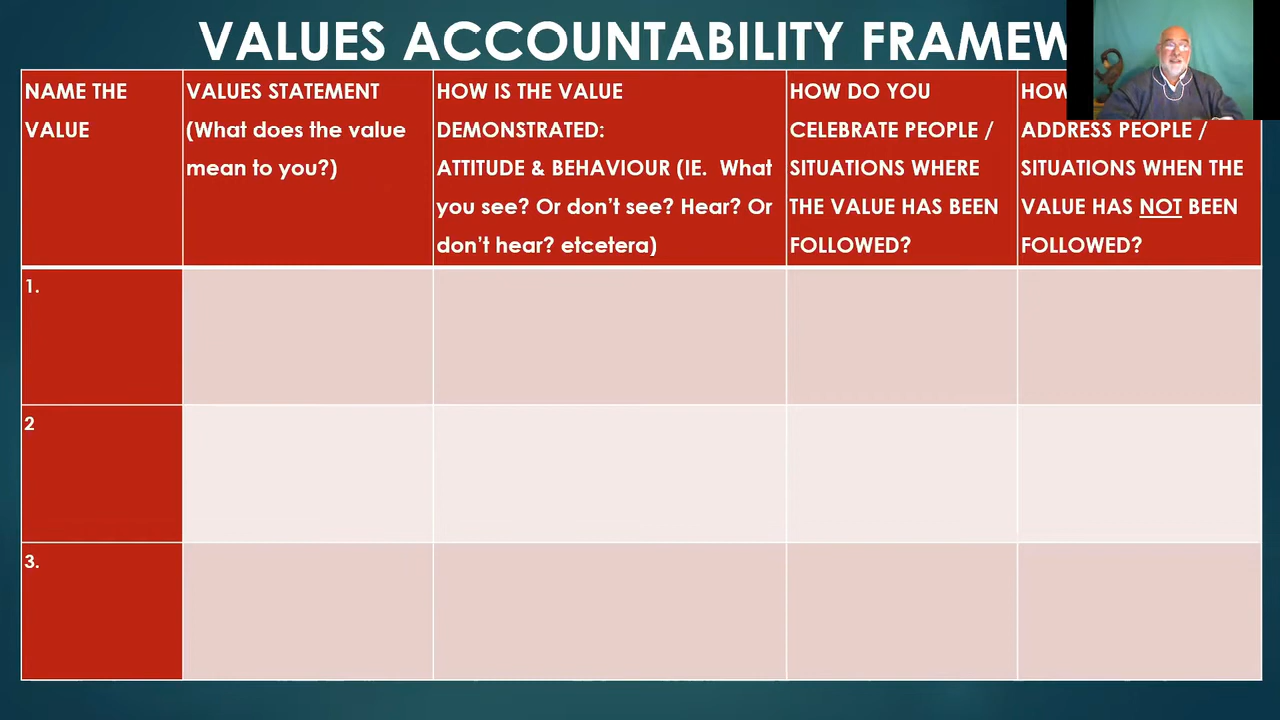 VALUES ACCOUNTABILITY FRAMEW
NAME THE
VALUE
VALUES STATEMENT
(What does the value
mean to you?)
HOW IS THE VALUE
DEMONSTRATED:
ATTITUDE & BEHAVIOUR (IE. What
you see? Or don't see? Hear? Or
don't hear? etcetera)
HOW DO YOU
CELEBRATE PEOPLE /
SITUATIONS WHERE
THE VALUE HAS BEEN
FOLLOWED?
HOW
ADDRESS PEOPLE /
SITUATIONS WHEN THE
VALUE HAS NOT BEEN
FOLLOWED?
1.
2
3.